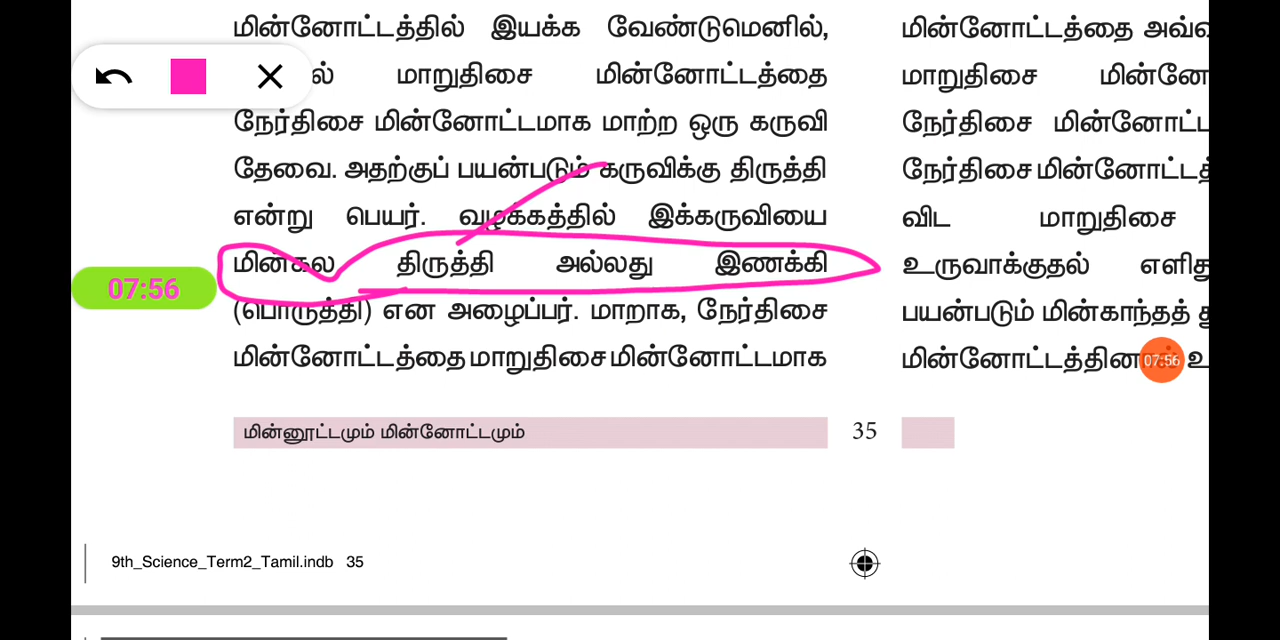 மின்னோட்டத்தில் இயக்க வேண்டுமெனில்,
ல் மாறுதிசை மின்னோட்டத்தை
நேர்திசை மின்னோட்டமாக மாற்ற ஒரு கருவி
தேவை. அதற்குப் பயன்படும் கருவிக்கு திருத்தி
என்று பெயர். வழக்கத்தில் இக்கருவியை
மின்கல திருத்தி அல்லது இணக்கி
(பொருத்தி) என அழைப்பர். மாறாக, நேர்திசை
மின்னோட்டத்தை மாறுதிசை மின்னோட்டமாக
மின்னூட்டமும் மின்னோட்டமும் 35
மின்னோட்டத்தை
மாறுதிசை
நேர்திசை
நேர்திசை
விட மாறுதிசை
உருவாக்குதல்
பயன்படும் மின்காந்தத்
07:56
07:56
9th_Science_Term2_Tamil.indb 35